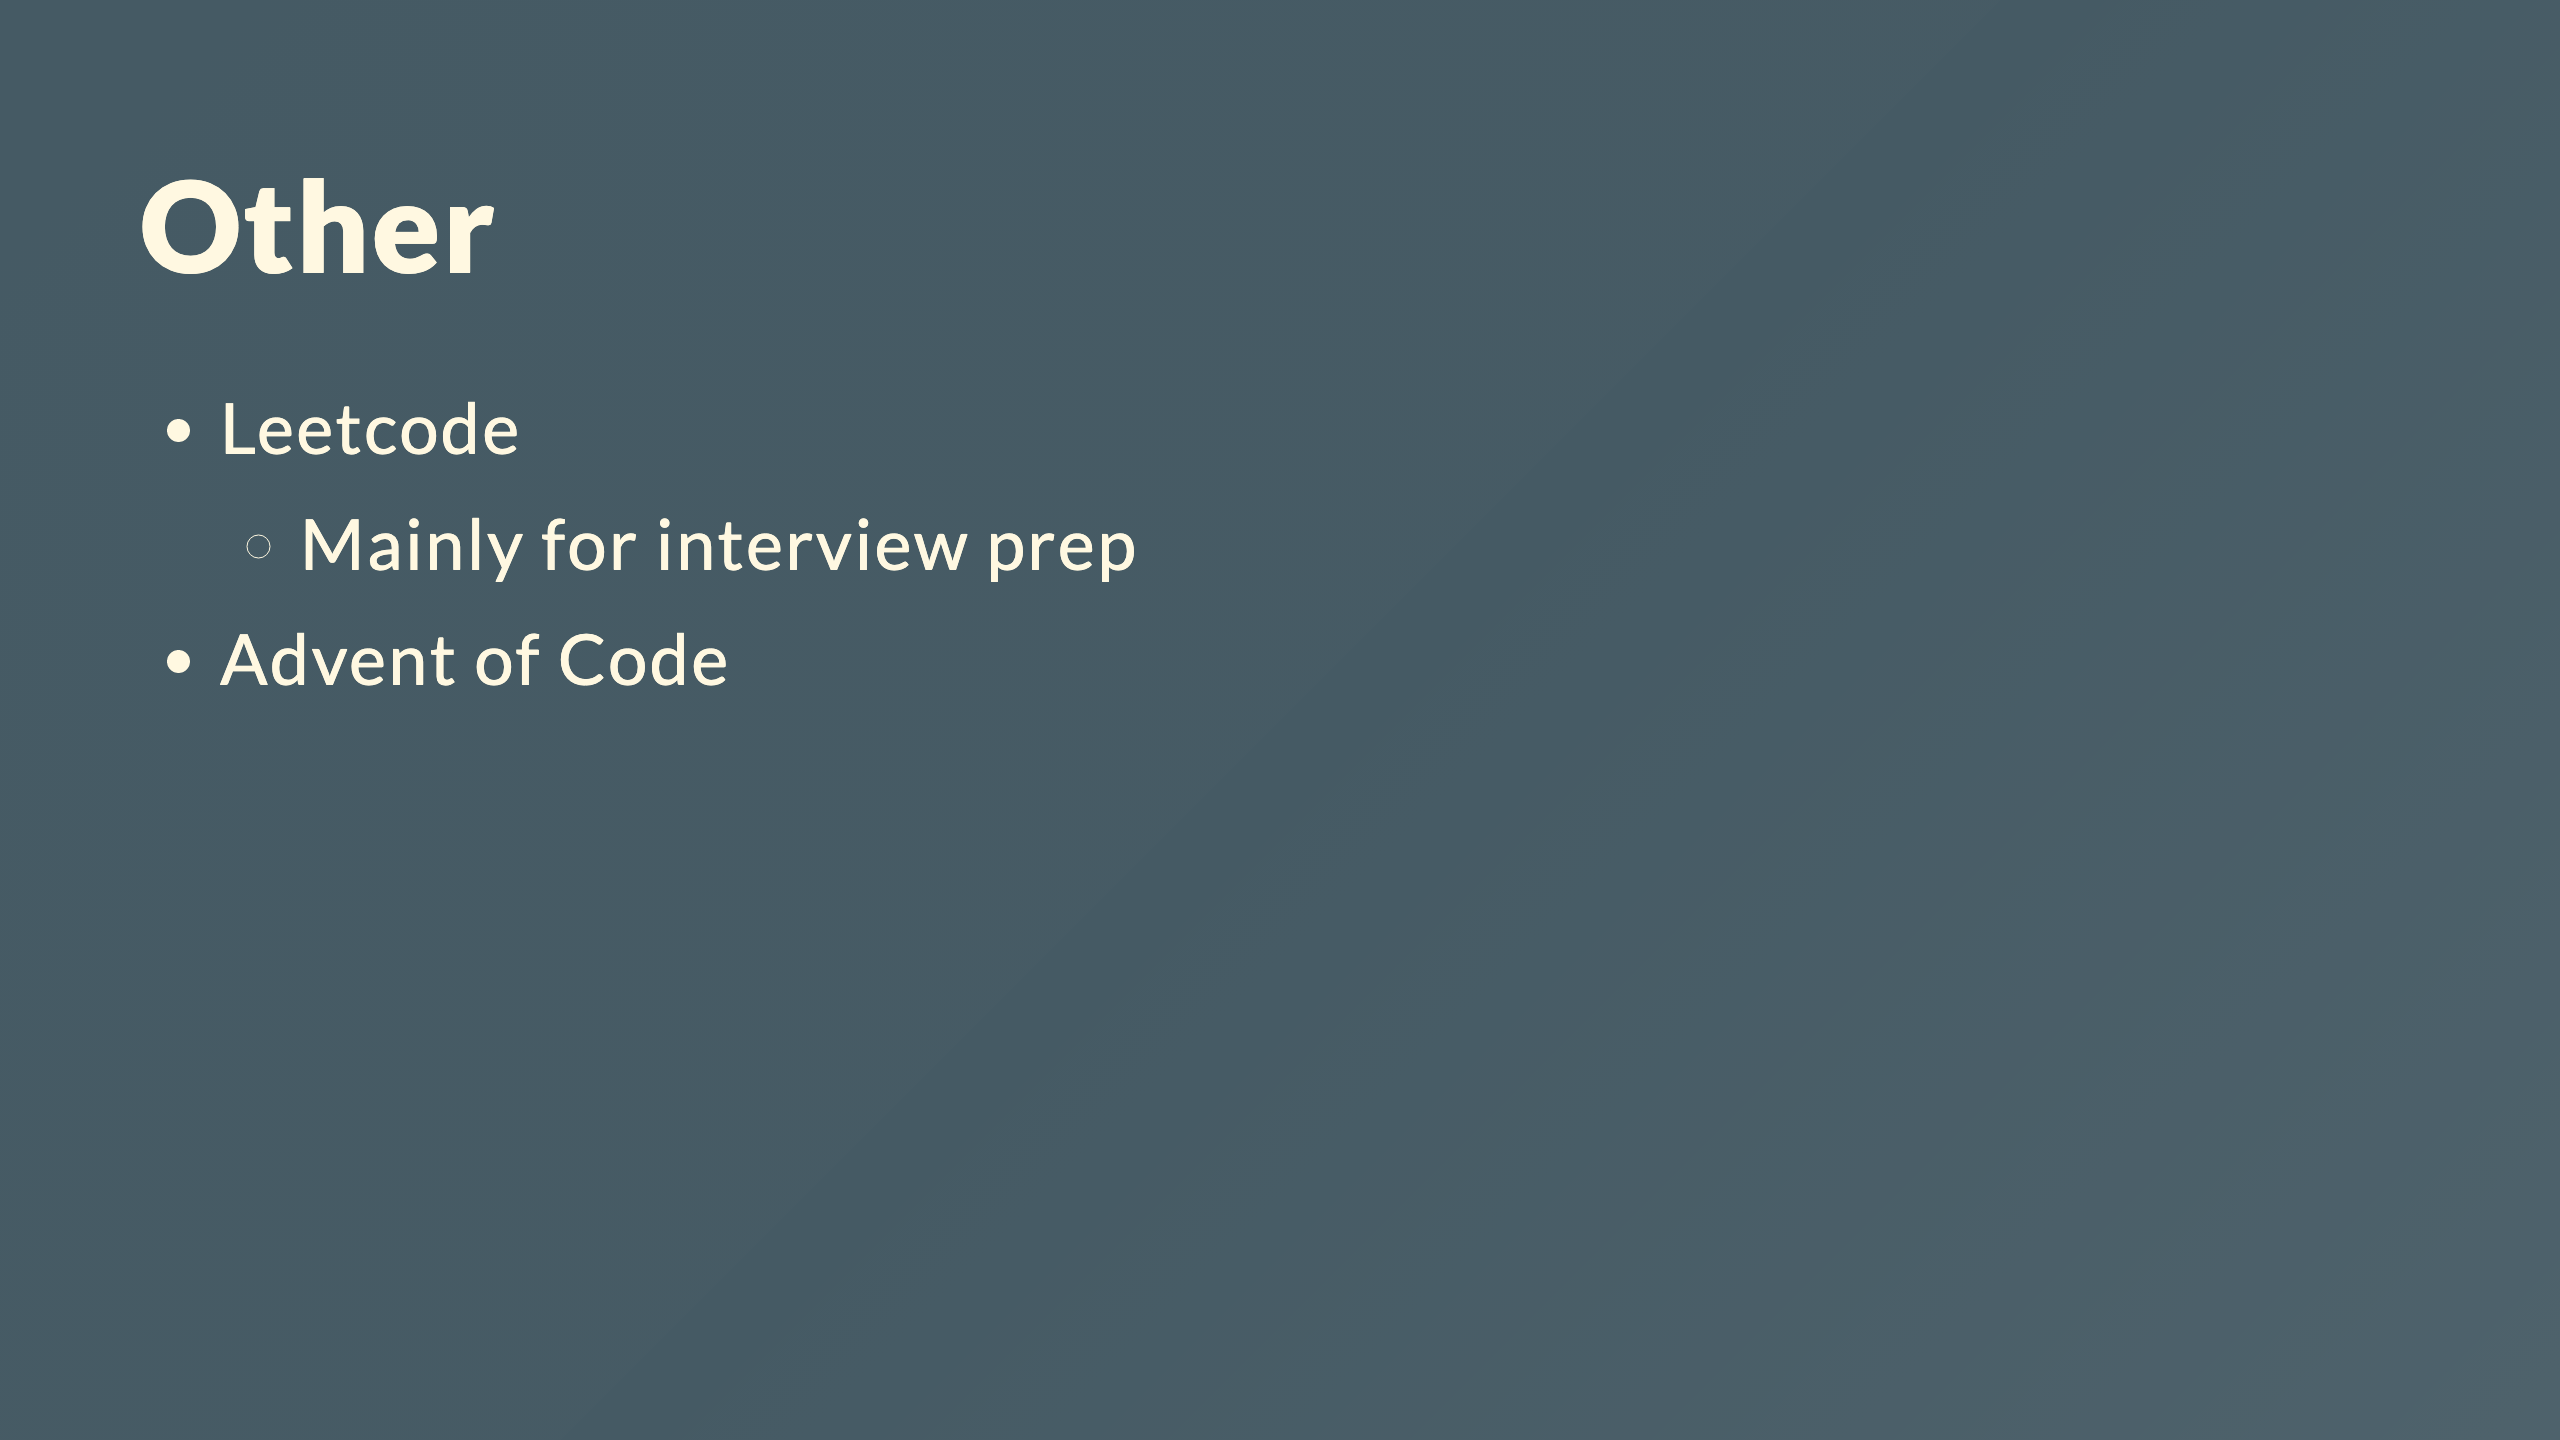 Other
Leetcode
Mainly for interview prep
Advent of Code